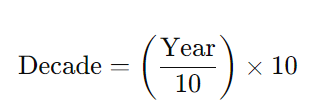 Decade = (Year/10) × 10